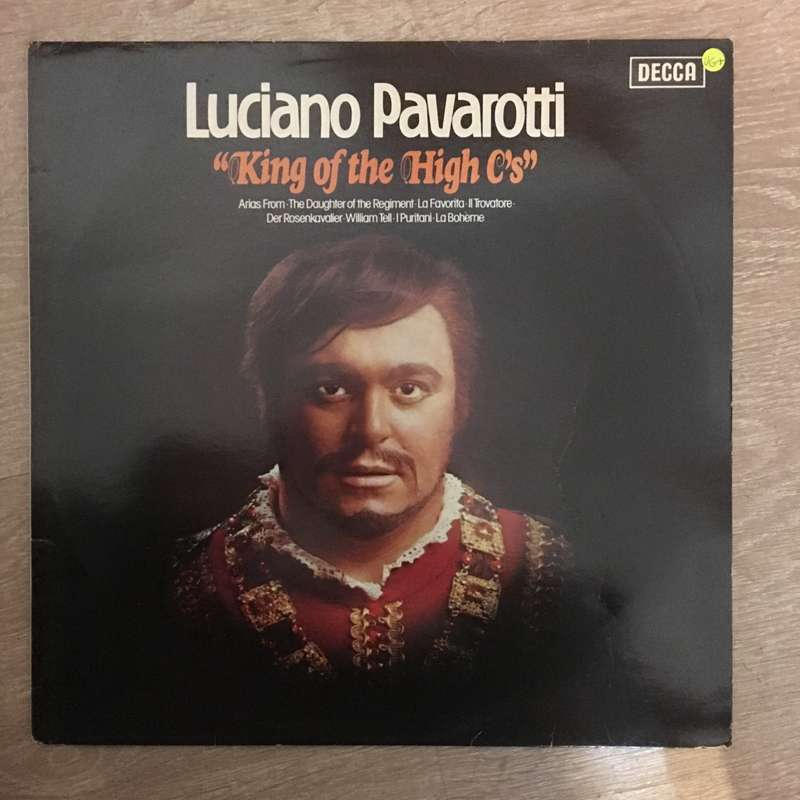 DECCA
VG+
Luciano Pavarotti
“King of the High C's”
Arias From·The Daughter of the Regiment·La Favorita·Il Trovatore·
Der Rosenkavalier·William Tell·I Puritani·La Bohème